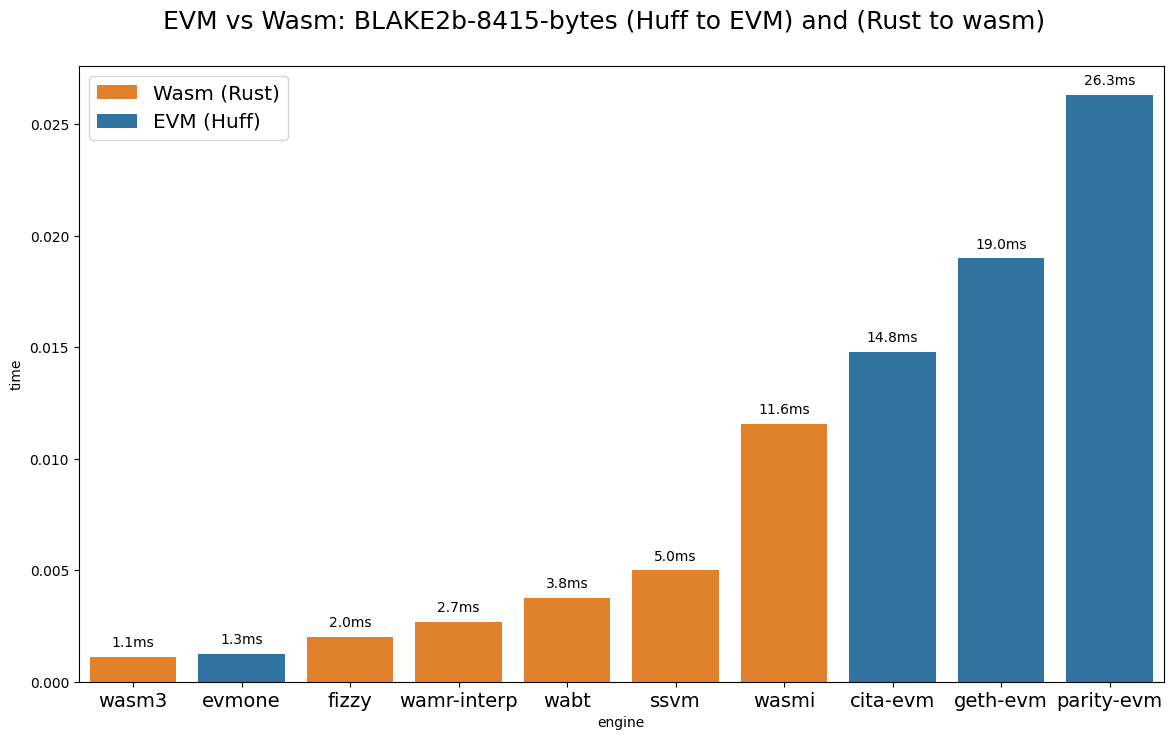 EVM vs Wasm: BLAKE2b-8415-bytes (Huff to EVM) and (Rust to wasm)
Wasm (Rust)
EVM (Huff)
26.3ms
0.025
0.020
19.0ms
0.015
14.8ms
time
11.6ms
0.010
0.005
5.0ms
3.8ms
2.7ms
2.0ms
1.3ms
1.1ms
0.000
wasm3 evmone fizzy wamr-interp wabt ssvm wasmi cita-evm geth-evm parity-evm
engine